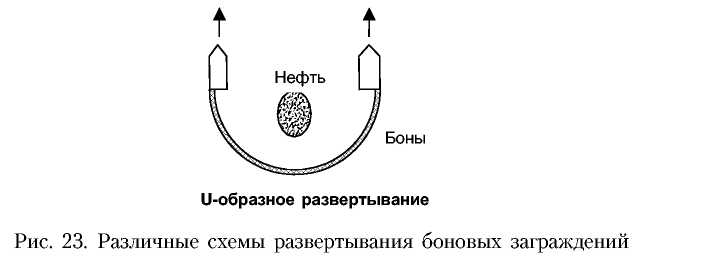 Нефть
Боны
U-образное развертывание
Рис. 23. Различные схемы развертывания боновых заграждений